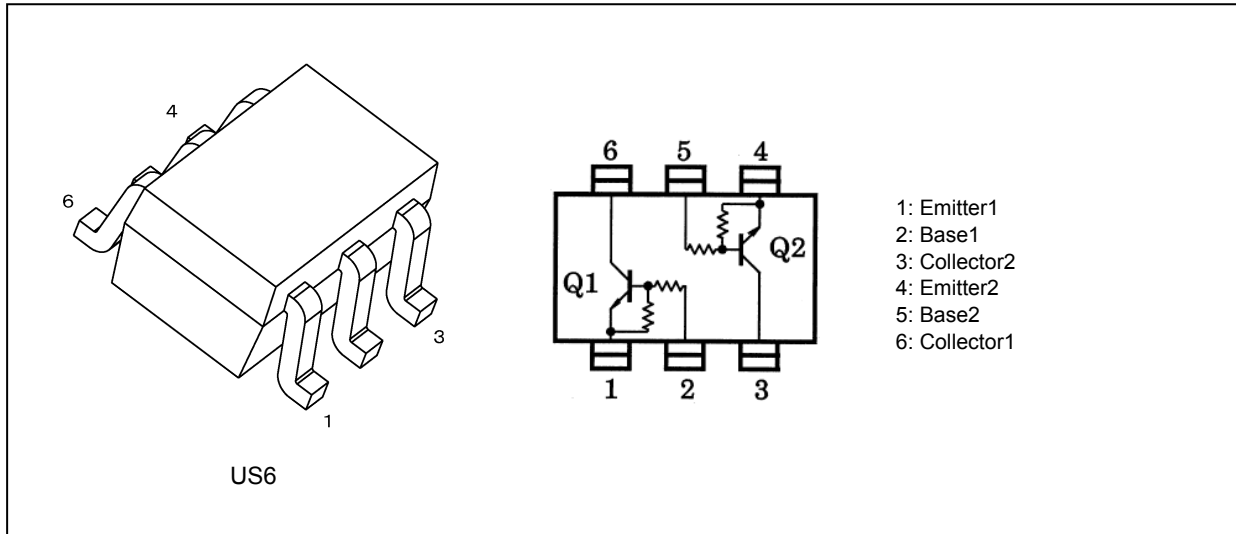 4
6
3
1
US6
6 5 4
Q1
Q2
1 2 3
1: Emitter1
2: Base1
3: Collector2
4: Emitter2
5: Base2
6: Collector1